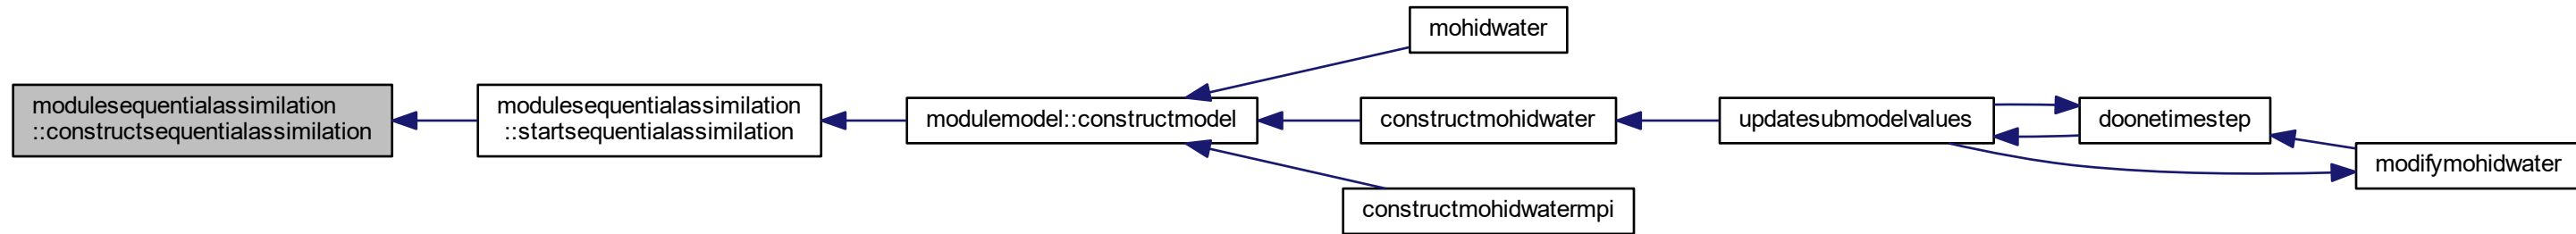 modulesequentialassimilation
::constructsequentialassimilation
modulesequentialassimilation
::startsequentialassimilation
modulemodel::constructmodel
mohidwater
constructmohidwater
constructmohidwatermpi
updatesubmodelvalues
doonetimestep
modifymohidwater